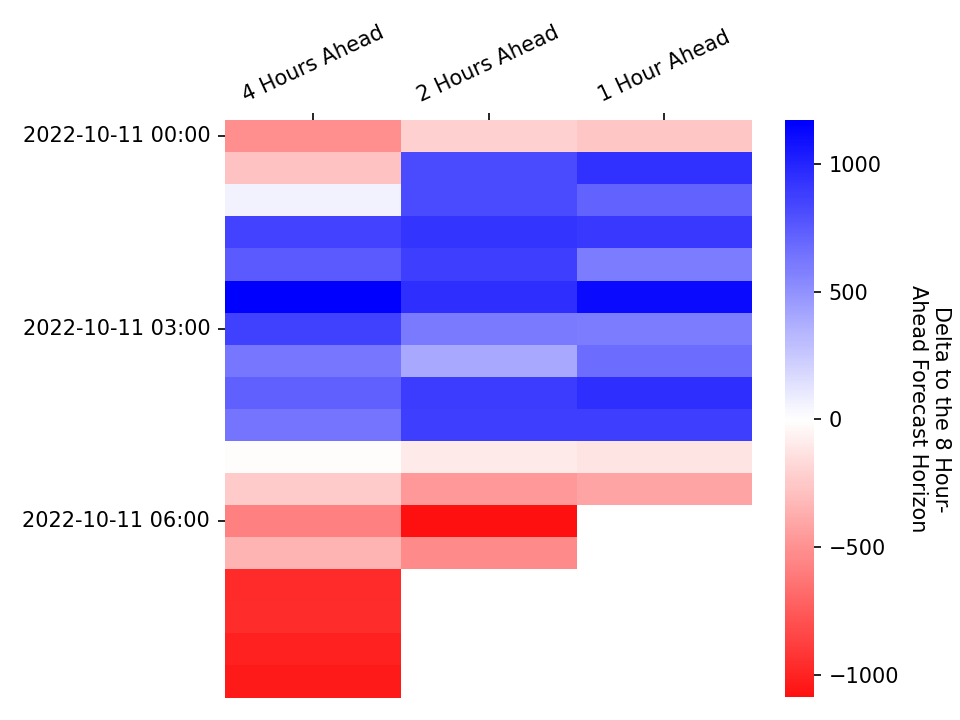 4 Hours Ahead
2 Hours Ahead
1 Hour Ahead
2022-10-11 00:00
2022-10-11 03:00
2022-10-11 06:00
1000
500
0
−500
−1000
Delta to the 8 Hour-
Ahead Forecast Horizon